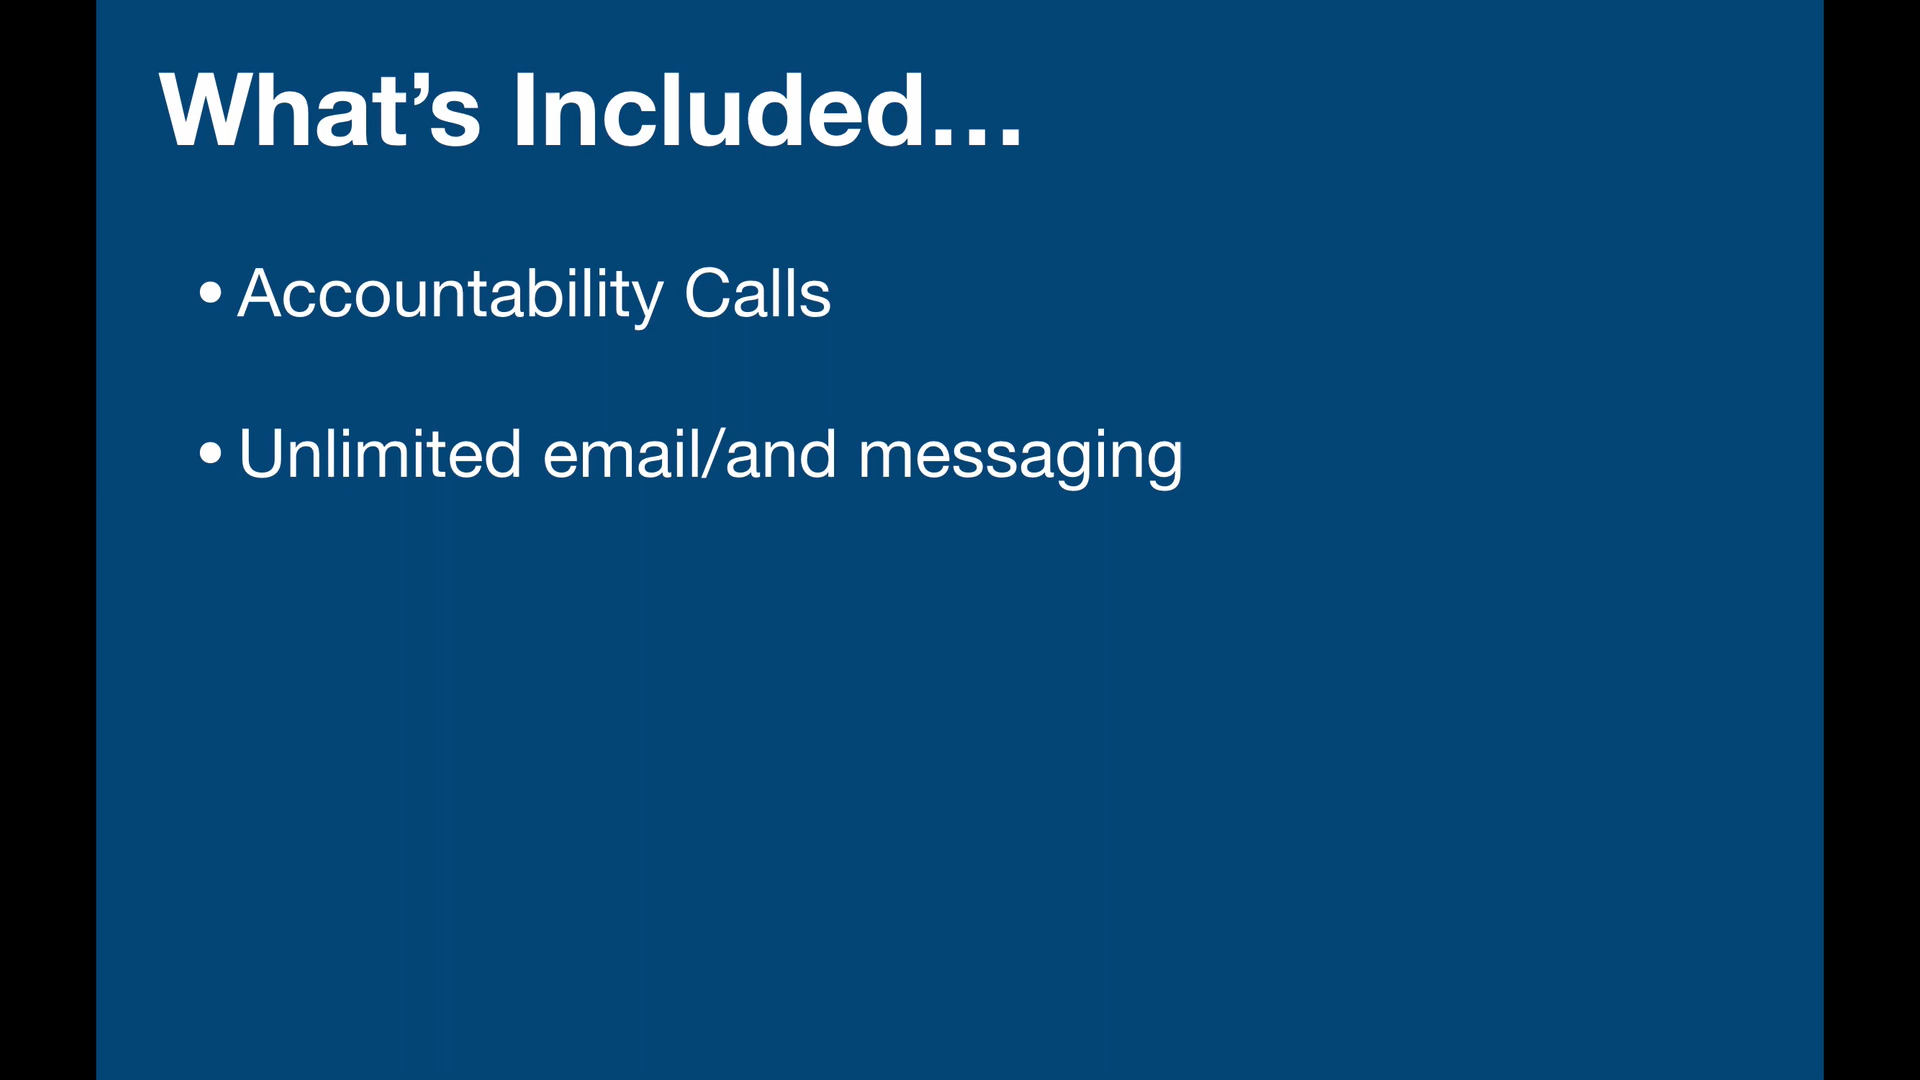 What’s Included…
• Accountability Calls
• Unlimited email/and messaging